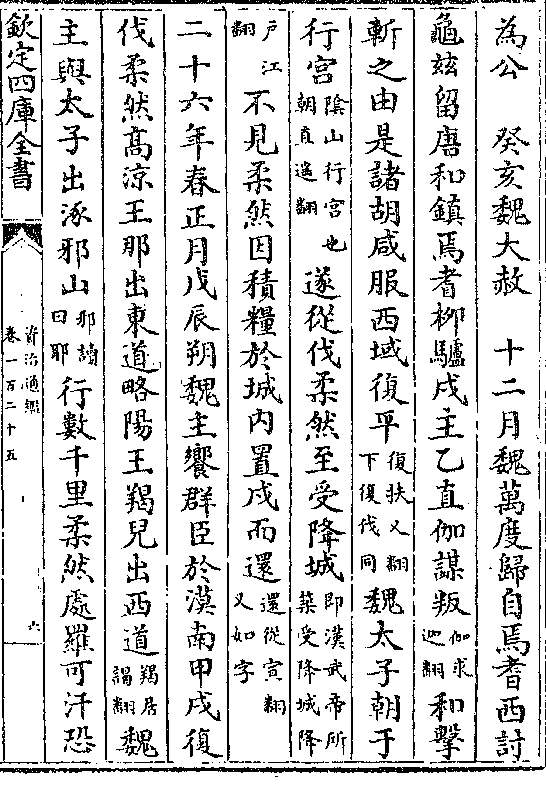 為公　癸亥魏大赦　十二月魏萬度歸自焉耆西討
龜玆留唐和鎮焉耆柳驢戍主乙直伽謀叛伽求迦翻和擊
斬之由是諸胡咸服西域復平復扶又翻下復伐同魏太子朝于
行宮陰山行宮也朝直遥翻遂從伐柔然至受降城即漢武帝所築受降城降
户江翻不見柔然因積糧於城内置戍而還還從宣翻又如字
二十六年春正月戊辰朔魏主饗群臣於漠南甲戌復
伐柔然髙涼王那出東道略陽王羯兒出西道羯居謁翻魏
主與太子出涿邪山邪讀曰耶行數千里柔然處羅可汗恐
欽定四庫全書
資治通鑑
卷一百二十五
六